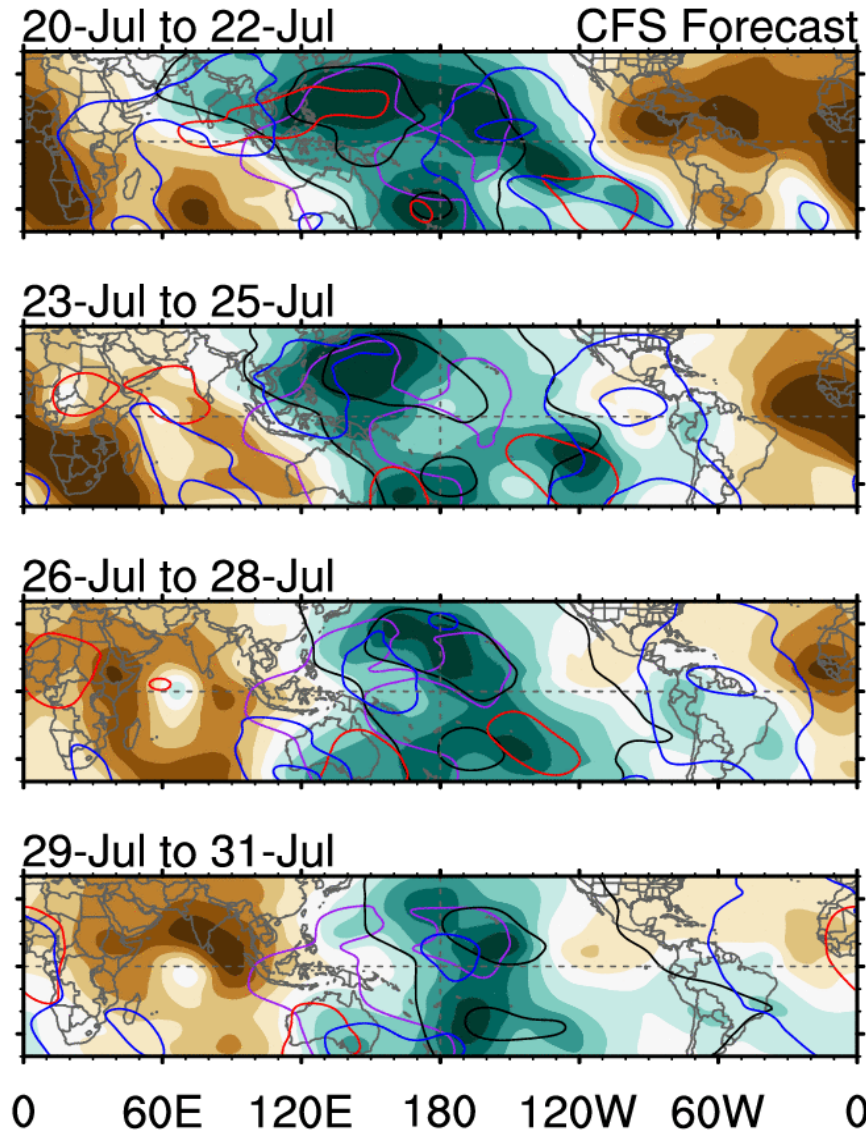 20-Jul to 22-Jul CFS Forecast
23-Jul to 25-Jul
26-Jul to 28-Jul
29-Jul to 31-Jul
0 60E 120E 180 120W 60W 0